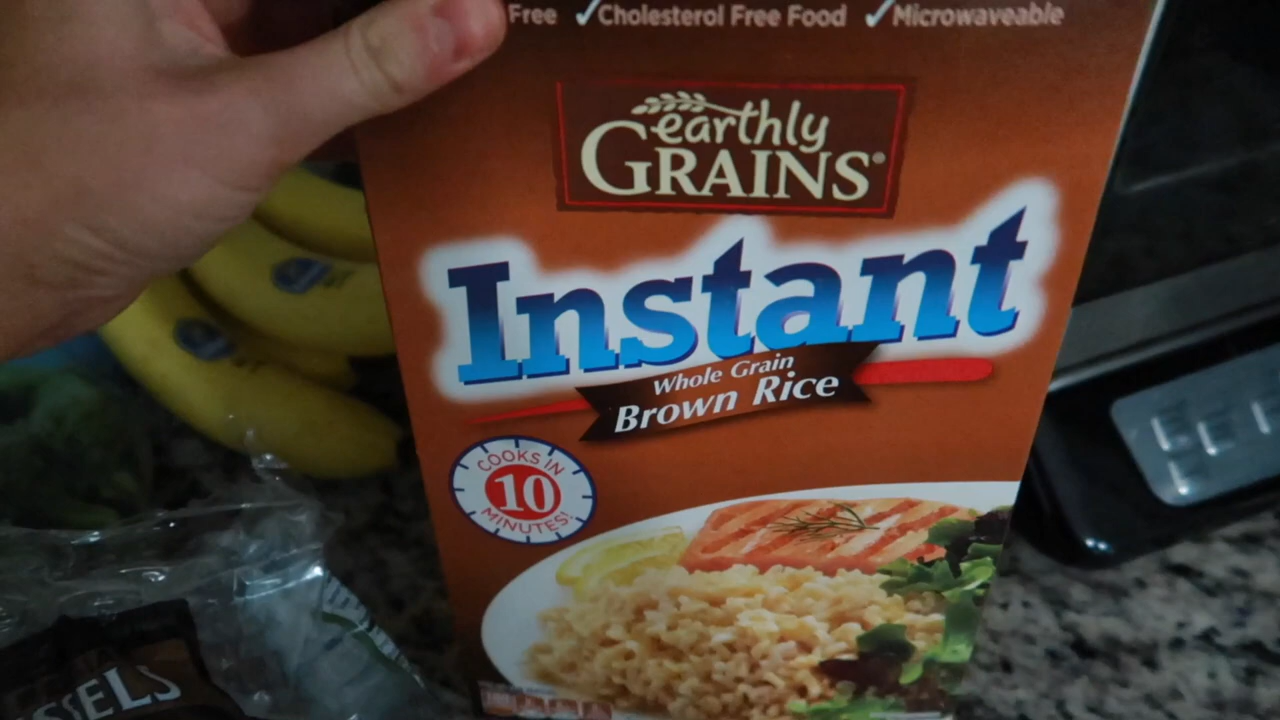 Free ✓Cholesterol Free Food ✓Microwaveable
earthly
GRAINS®
Instant
Whole Grain
Brown Rice
COOKS IN
10
MINUTES!
SSELS